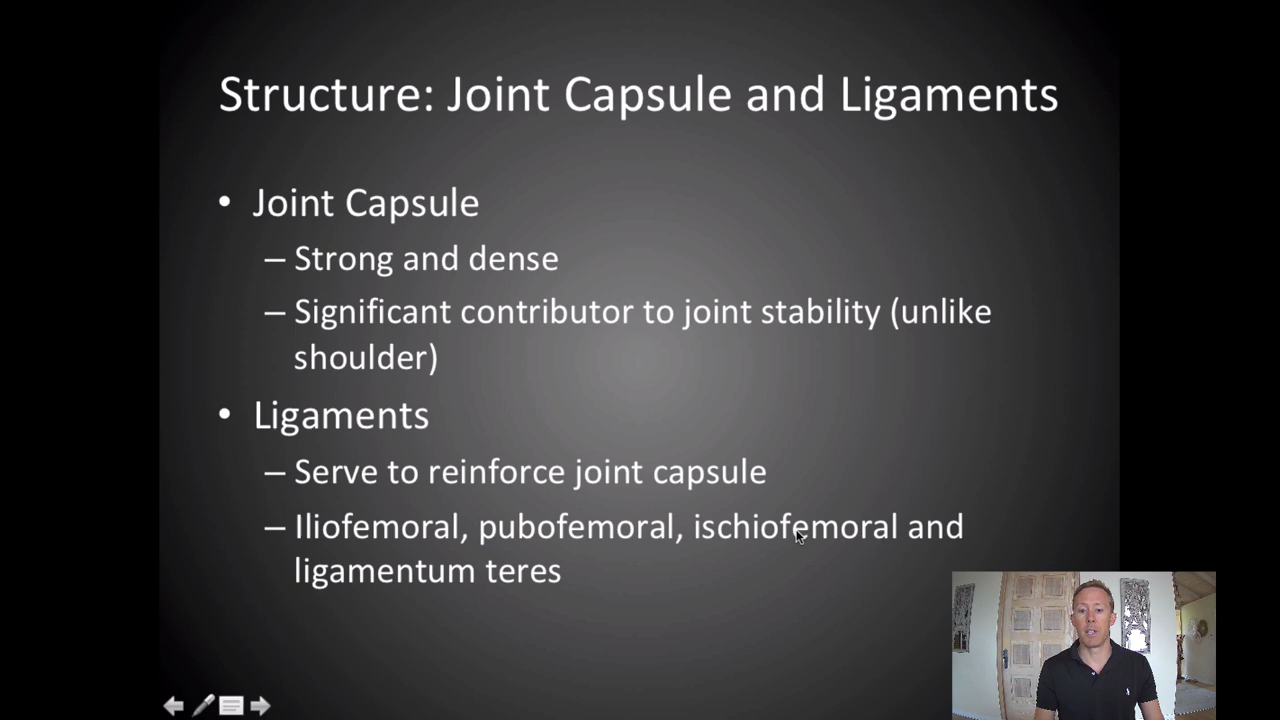 Structure: Joint Capsule and Ligaments
• Joint Capsule
– Strong and dense
– Significant contributor to joint stability (unlike
shoulder)
• Ligaments
– Serve to reinforce joint capsule
– Iliofemoral, pubofemoral, ischiofemoral and
ligamentum teres